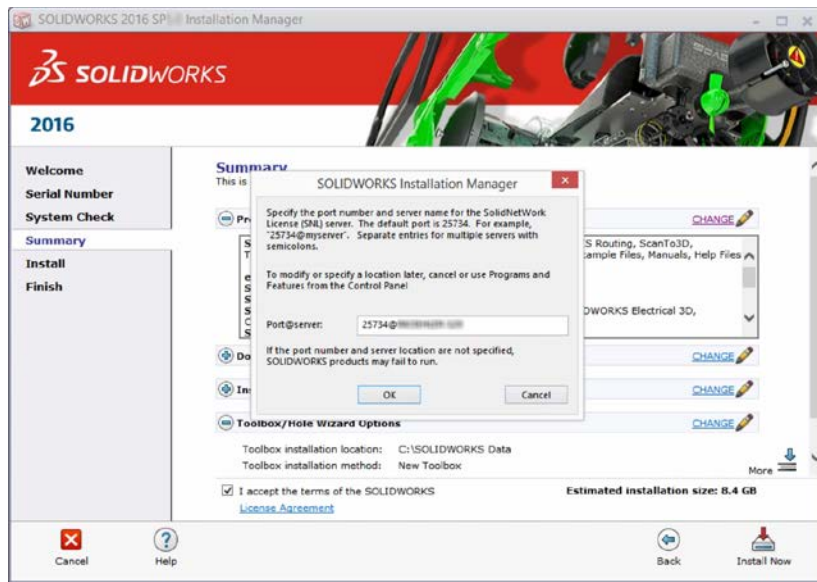 SOLIDWORKS 2016 SP Installation Manager
SOLIDWORKS
2016
Welcome
Serial Number
System Check
Summary
Install
Finish
Summary
This is
SOLIDWORKS Installation Manager
Specify the port number and server name for the SolidNetWork
License (SNL) server. The default port is 25734. For example,
'25734@myserver'. Separate entries for multiple servers with
semicolons.
To modify or specify a location later, cancel or use Programs and
Features from the Control Panel
Port@server:
25734@
If the port number and server location are not specified,
SOLIDWORKS products may fail to run.
OK
Cancel
Pr
CHANGE
S Routing, ScanTo3D,
ample Files, Manuals, Help Files
DWORKS Electrical 3D,
Do
CHANGE
In
CHANGE
Toolbox/Hole Wizard Options
CHANGE
Toolbox installation location: C:\SOLIDWORKS Data
Toolbox installation method: New Toolbox
More
I accept the terms of the SOLIDWORKS
License Agreement
Estimated installation size: 8.4 GB
Cancel
Help
Back
Install Now